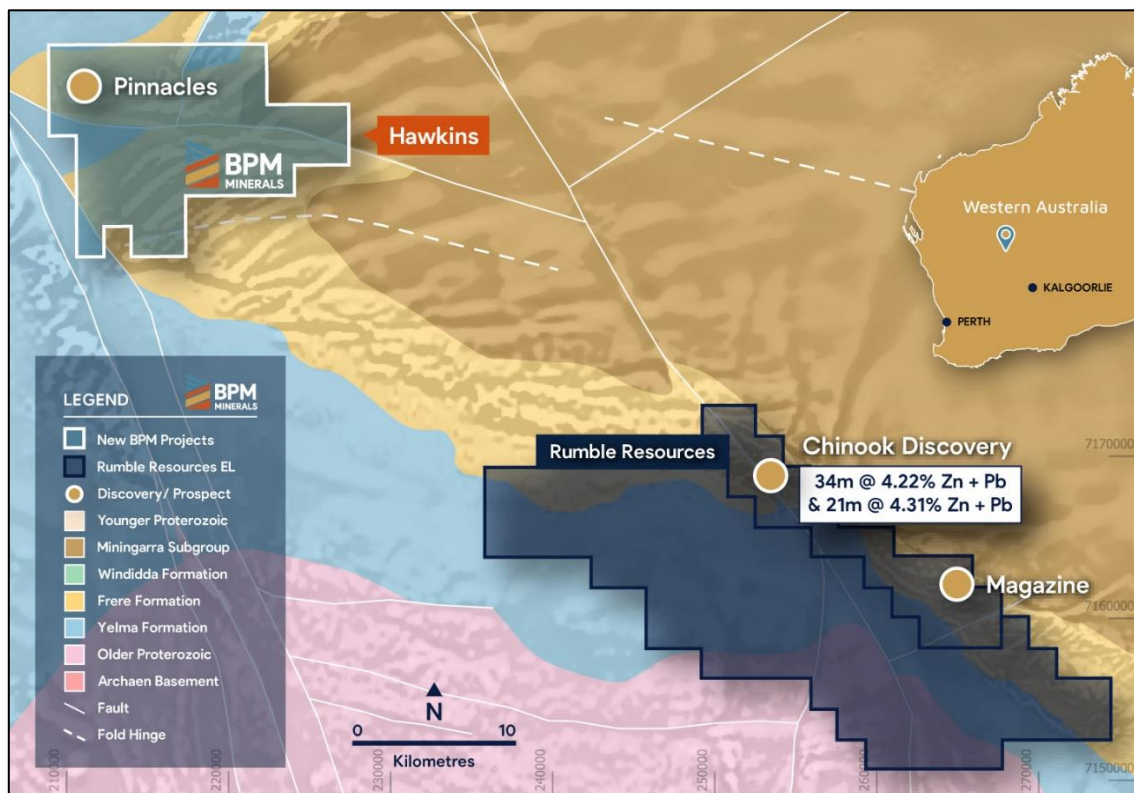 Pinnacles
BPM
MINERALS
Hawkins
Western Australia
KALGOORLIE
PERTH
LEGEND
BPM
MINERALS
New BPM Projects
Rumble Resources EL
Discovery/ Prospect
Younger Proterozoic
Miningarra Subgroup
Windidda Formation
Frere Formation
Yelma Formation
Older Proterozoic
Archaen Basement
Fault
Fold Hinge
Rumble Resources
Chinook Discovery
34m @ 4.22% Zn + Pb
& 21m @ 4.31% Zn + Pb
Magazine
N
0 10
Kilometres
7170000
7160000
7150000
210000
220000
230000
240000
250000
260000
270000